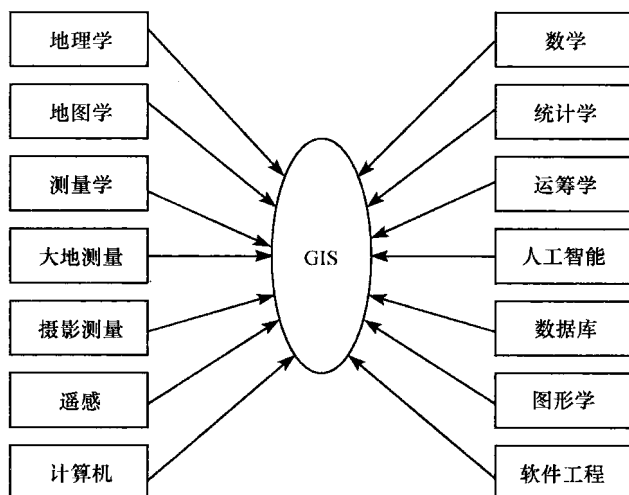 地理学
地图学
测量学
大地测量
摄影测量
遥感
计算机
GIS
数学
统计学
运筹学
人工智能
数据库
图形学
软件工程